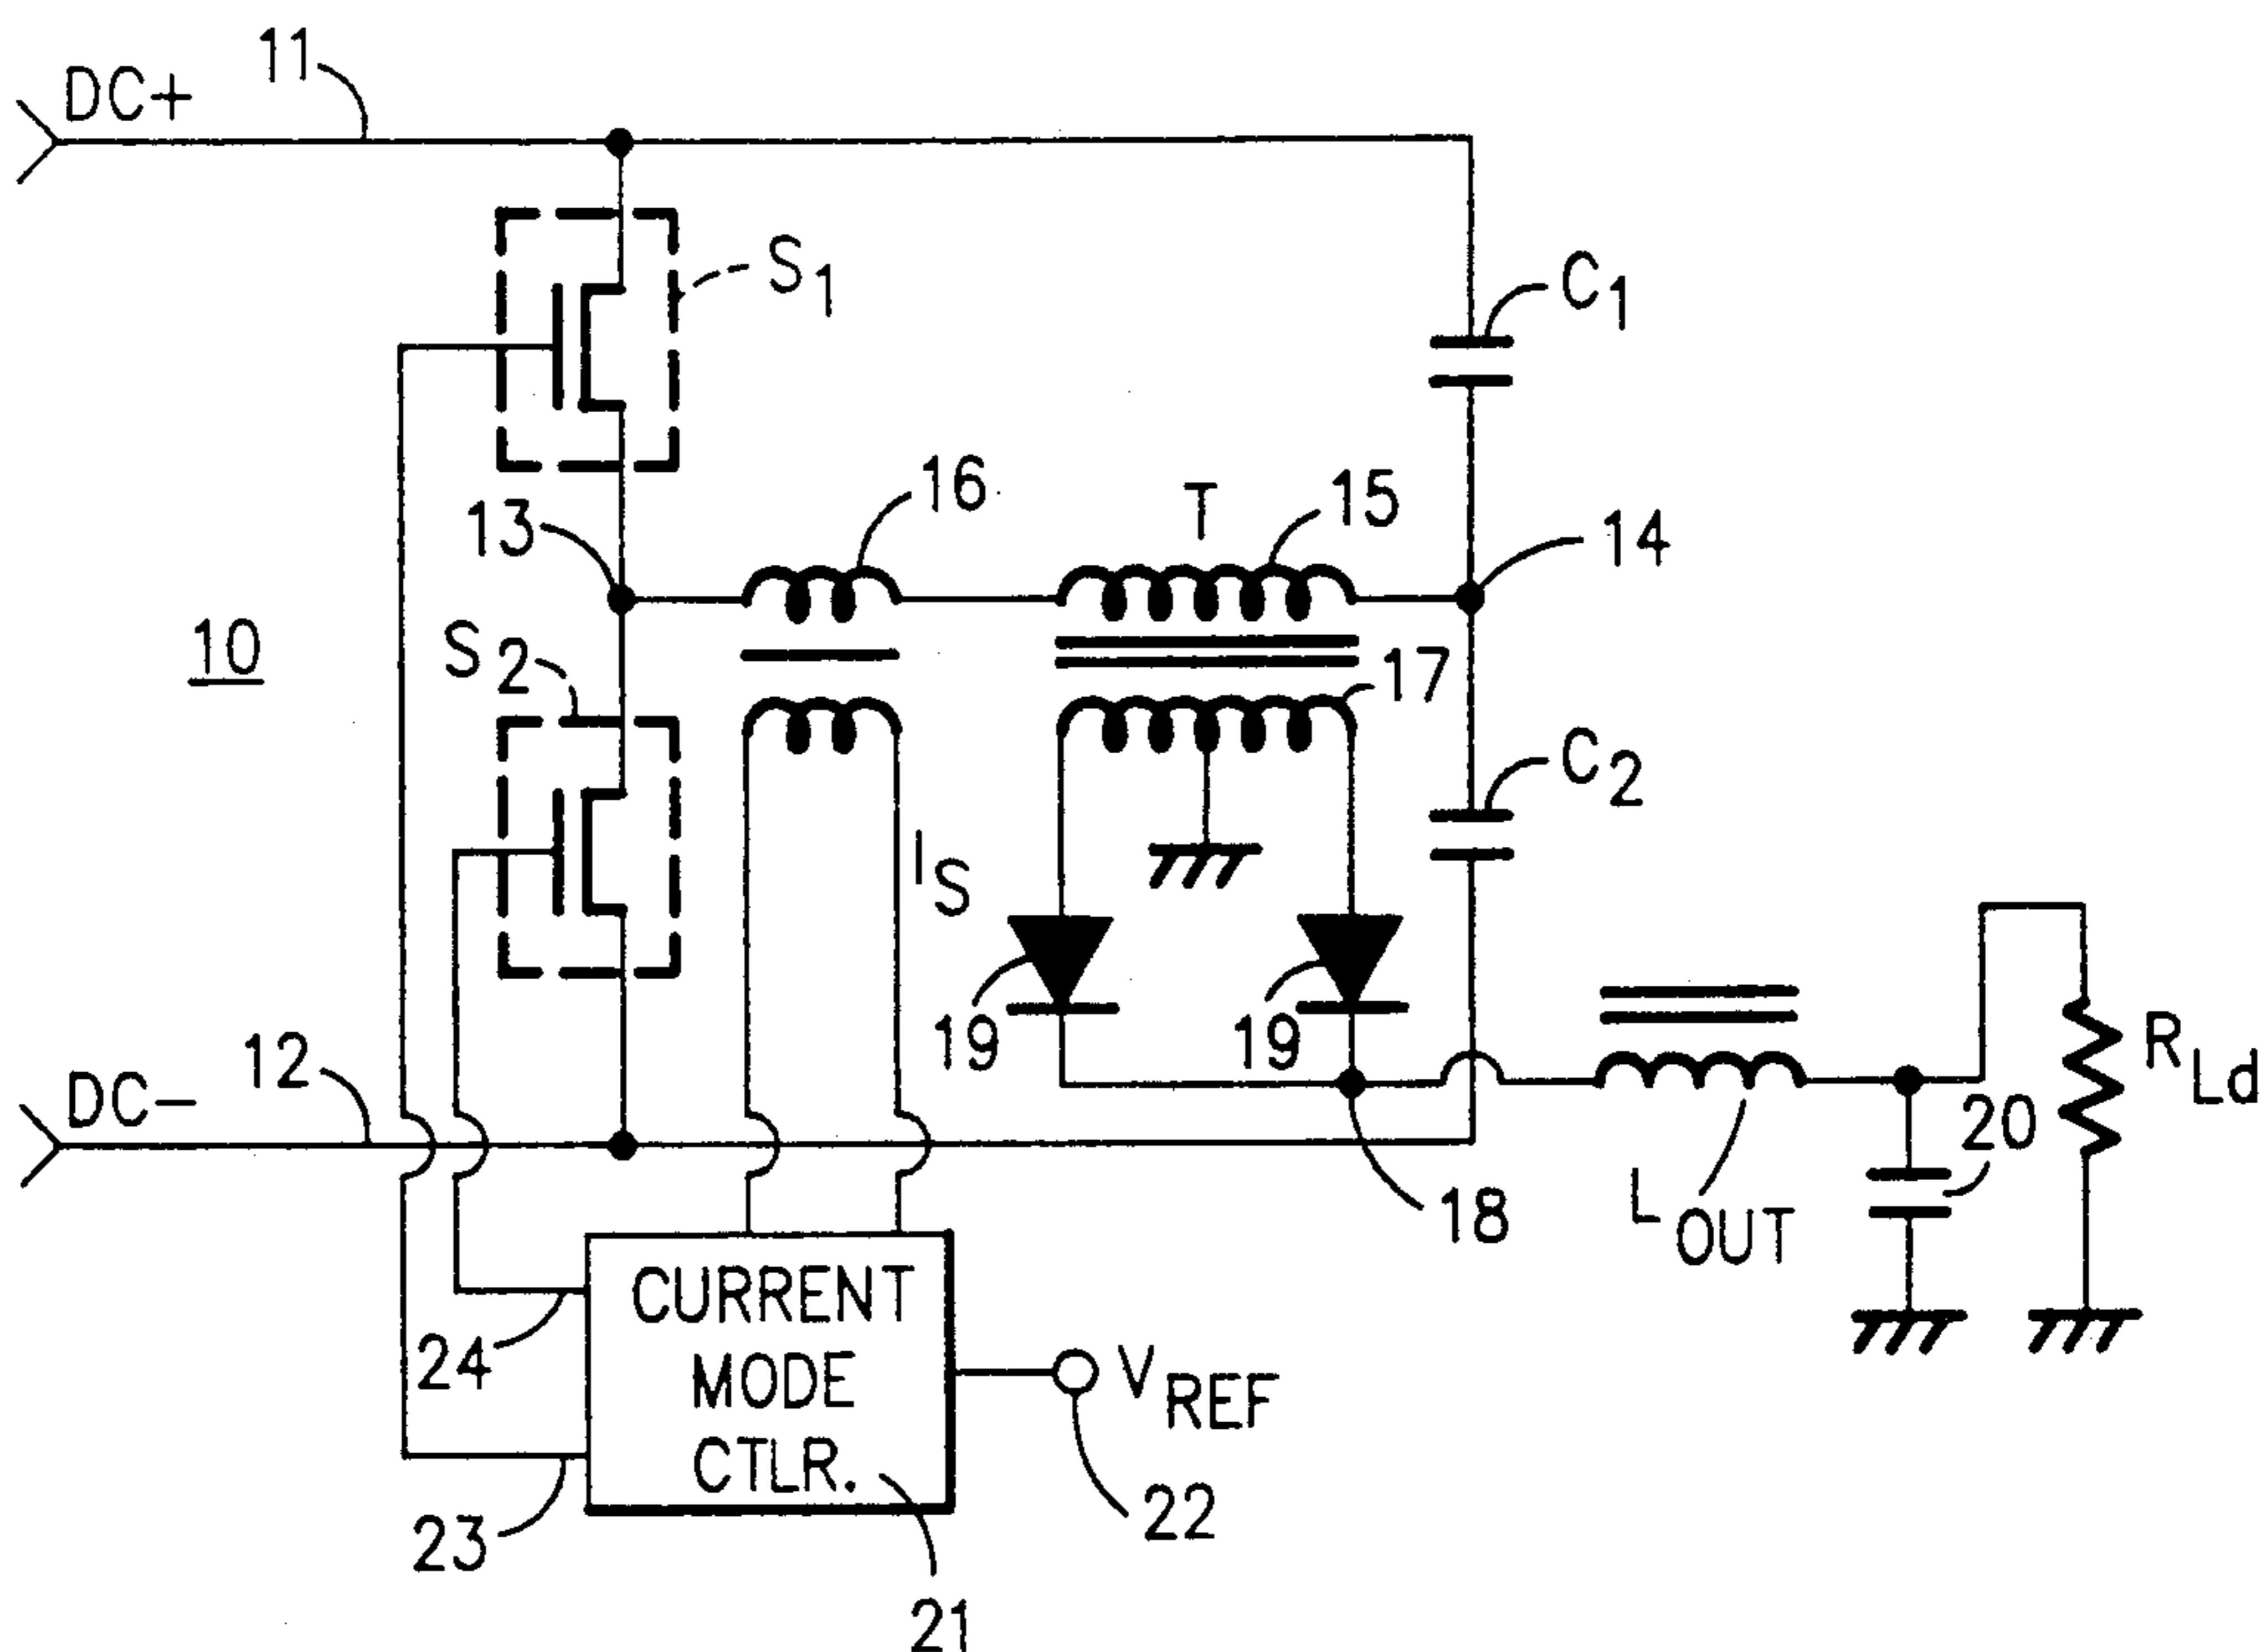 11
DC+
S1
C1
16
T
15
13
14
10
S2
17
C2
IS
19
19
RLd
12
DC-
20
18
LOUT
CURRENT
MODE
CTLR.
24
VREF
23
22
21